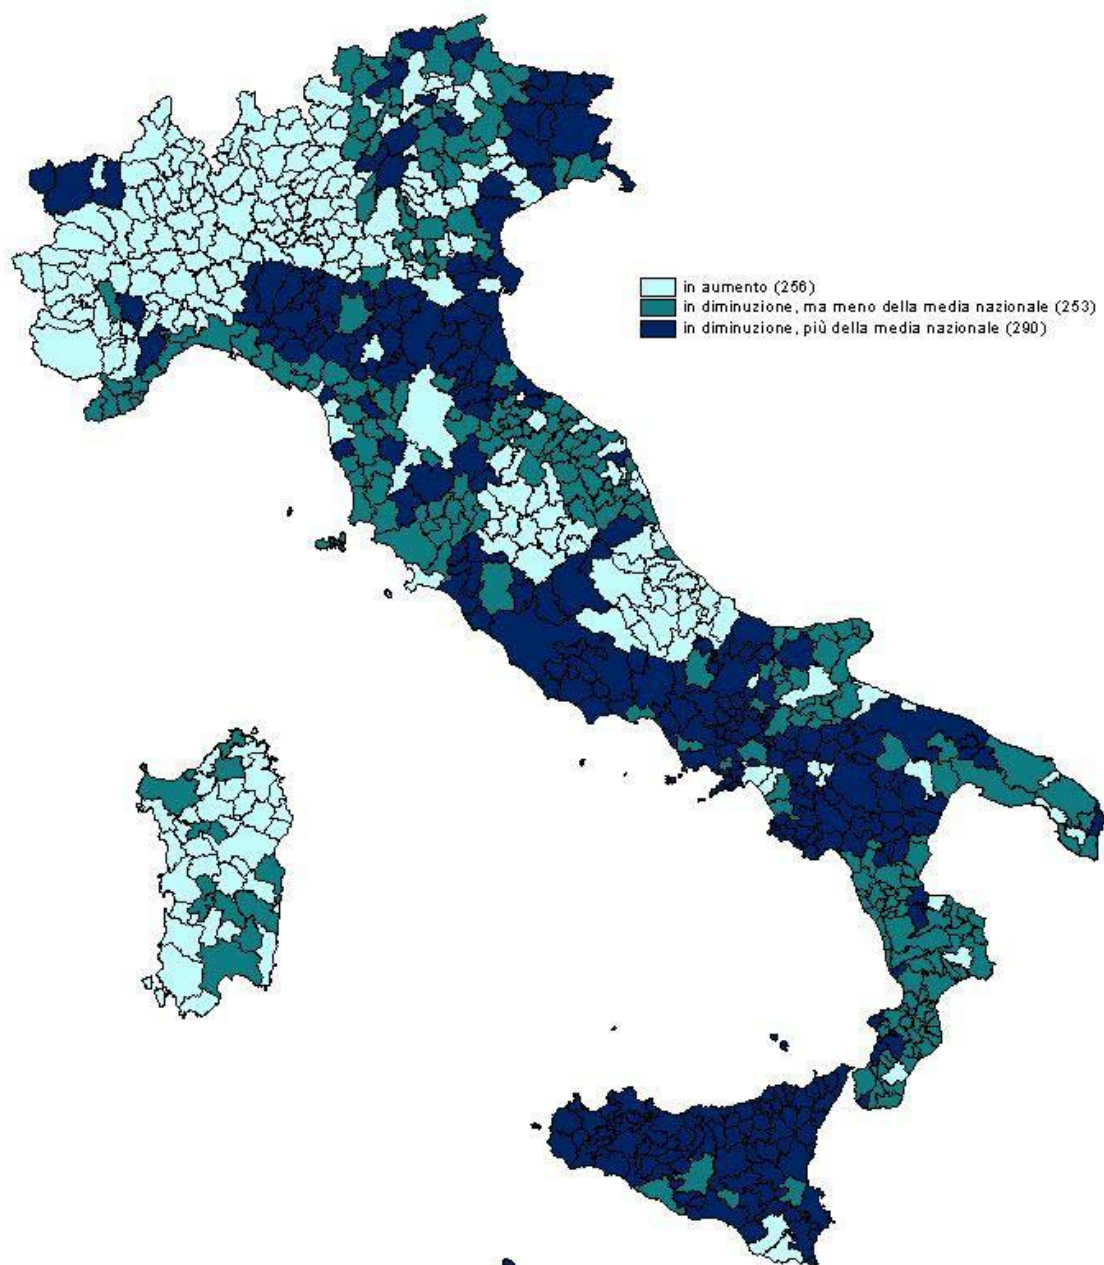 in aumento (256)
in diminuzione, ma meno della media nazionale (253)
in diminuzione, più della media nazionale (290)